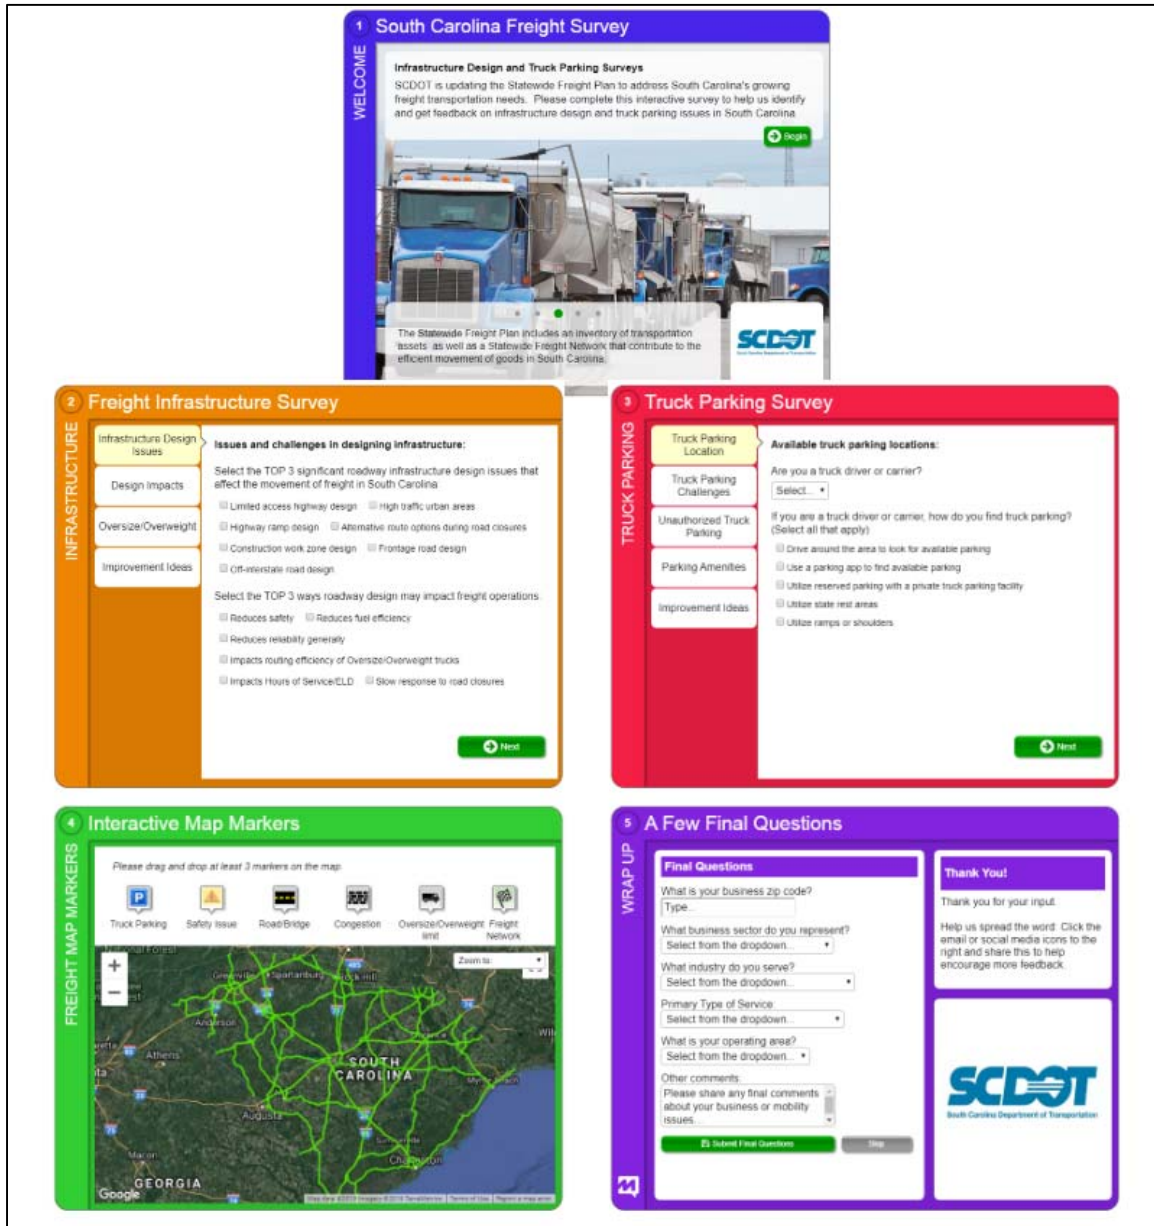 1 South Carolina Freight Survey
WELCOME
Infrastructure Design and Truck Parking Surveys
SCDOT is updating the Statewide Freight Plan to address South Carolina's growing
freight transportation needs. Please complete this interactive survey to help us identify
and get feedback on infrastructure design and truck parking issues in South Carolina
Begin
The Statewide Freight Plan includes an inventory of transportation
assets as well as a Statewide Freight Network that contribute to the
efficient movement of goods in South Carolina.
SCDOT
South Carolina Department of Transportation
2 Freight Infrastructure Survey
INFRASTRUCTURE
Infrastructure Design
Issues
Design Impacts
Oversize/Overweight
Improvement Ideas
Issues and challenges in designing infrastructure:
Select the TOP 3 significant roadway infrastructure design issues that
affect the movement of freight in South Carolina
Limited access highway design High traffic urban areas
Highway ramp design Alternative route options during road closures
Construction work zone design Frontage road design
Off-interstate road design
Select the TOP 3 ways roadway design may impact freight operations
Reduces safety Reduces fuel efficiency
Reduces reliability generally
Impacts routing efficiency of Oversize/Overweight trucks
Impacts Hours of Service/ELD Slow response to road closures
Next
3 Truck Parking Survey
TRUCK PARKING
Truck Parking
Location
Truck Parking
Challenges
Unauthorized Truck
Parking
Parking Amenities
Improvement Ideas
Available truck parking locations:
Are you a truck driver or carrier?
Select...
If you are a truck driver or carrier, how do you find truck parking?
(Select all that apply)
Drive around the area to look for available parking
Use a parking app to find available parking
Utilize reserved parking with a private truck parking facility
Utilize state rest areas
Utilize ramps or shoulders
Next
4 Interactive Map Markers
FREIGHT MAP MARKERS
Please drag and drop at least 3 markers on the map
P
Truck Parking Safety Issue Road/Bridge Congestion Oversize/Overweight
limit Freight
Network
National Forest
+
−
Zoom to:
Greenville Spartanburg Rock Hill
Anderson
Athens
SOUTH
CAROLINA
Myrtle Beach
Augusta
Summerville
Charleston
Macon
GEORGIA
Google
Terms of Use Report a map error
5 A Few Final Questions
WRAP UP
Final Questions
What is your business zip code?
Type...
What business sector do you represent?
Select from the dropdown...
What industry do you serve?
Select from the dropdown...
Primary Type of Service:
Select from the dropdown...
What is your operating area?
Select from the dropdown...
Other comments:
Please share any final comments
about your business or mobility
issues...
Submit Final Questions
Skip
Thank You!
Thank you for your input.
Help us spread the word. Click the
email or social media icons to the
right and share this to help
encourage more feedback.
SCDOT
South Carolina Department of Transportation